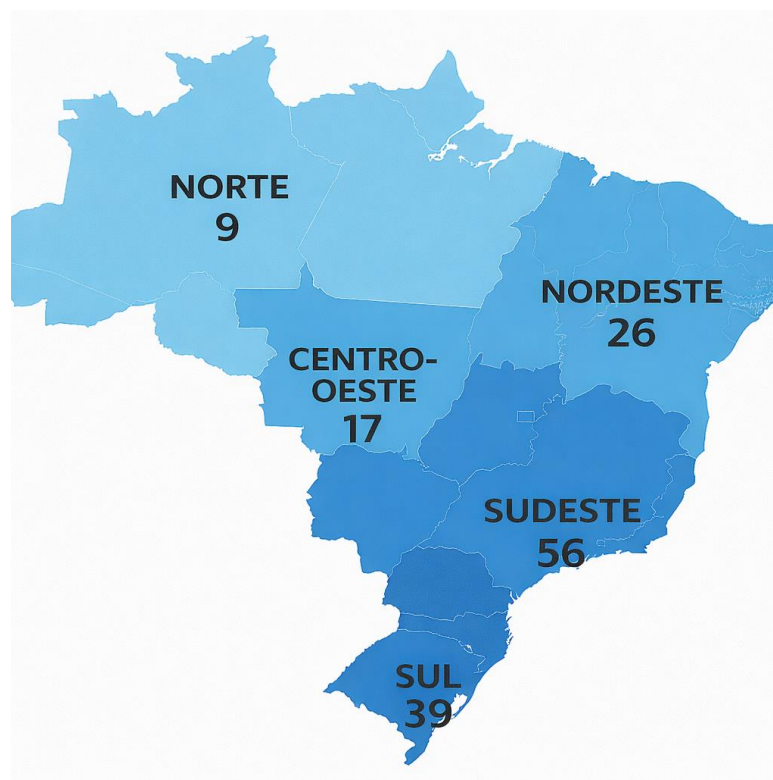 NORTE
9
NORDESTE
26
CENTRO-
OESTE
17
SUDESTE
56
SUL
39